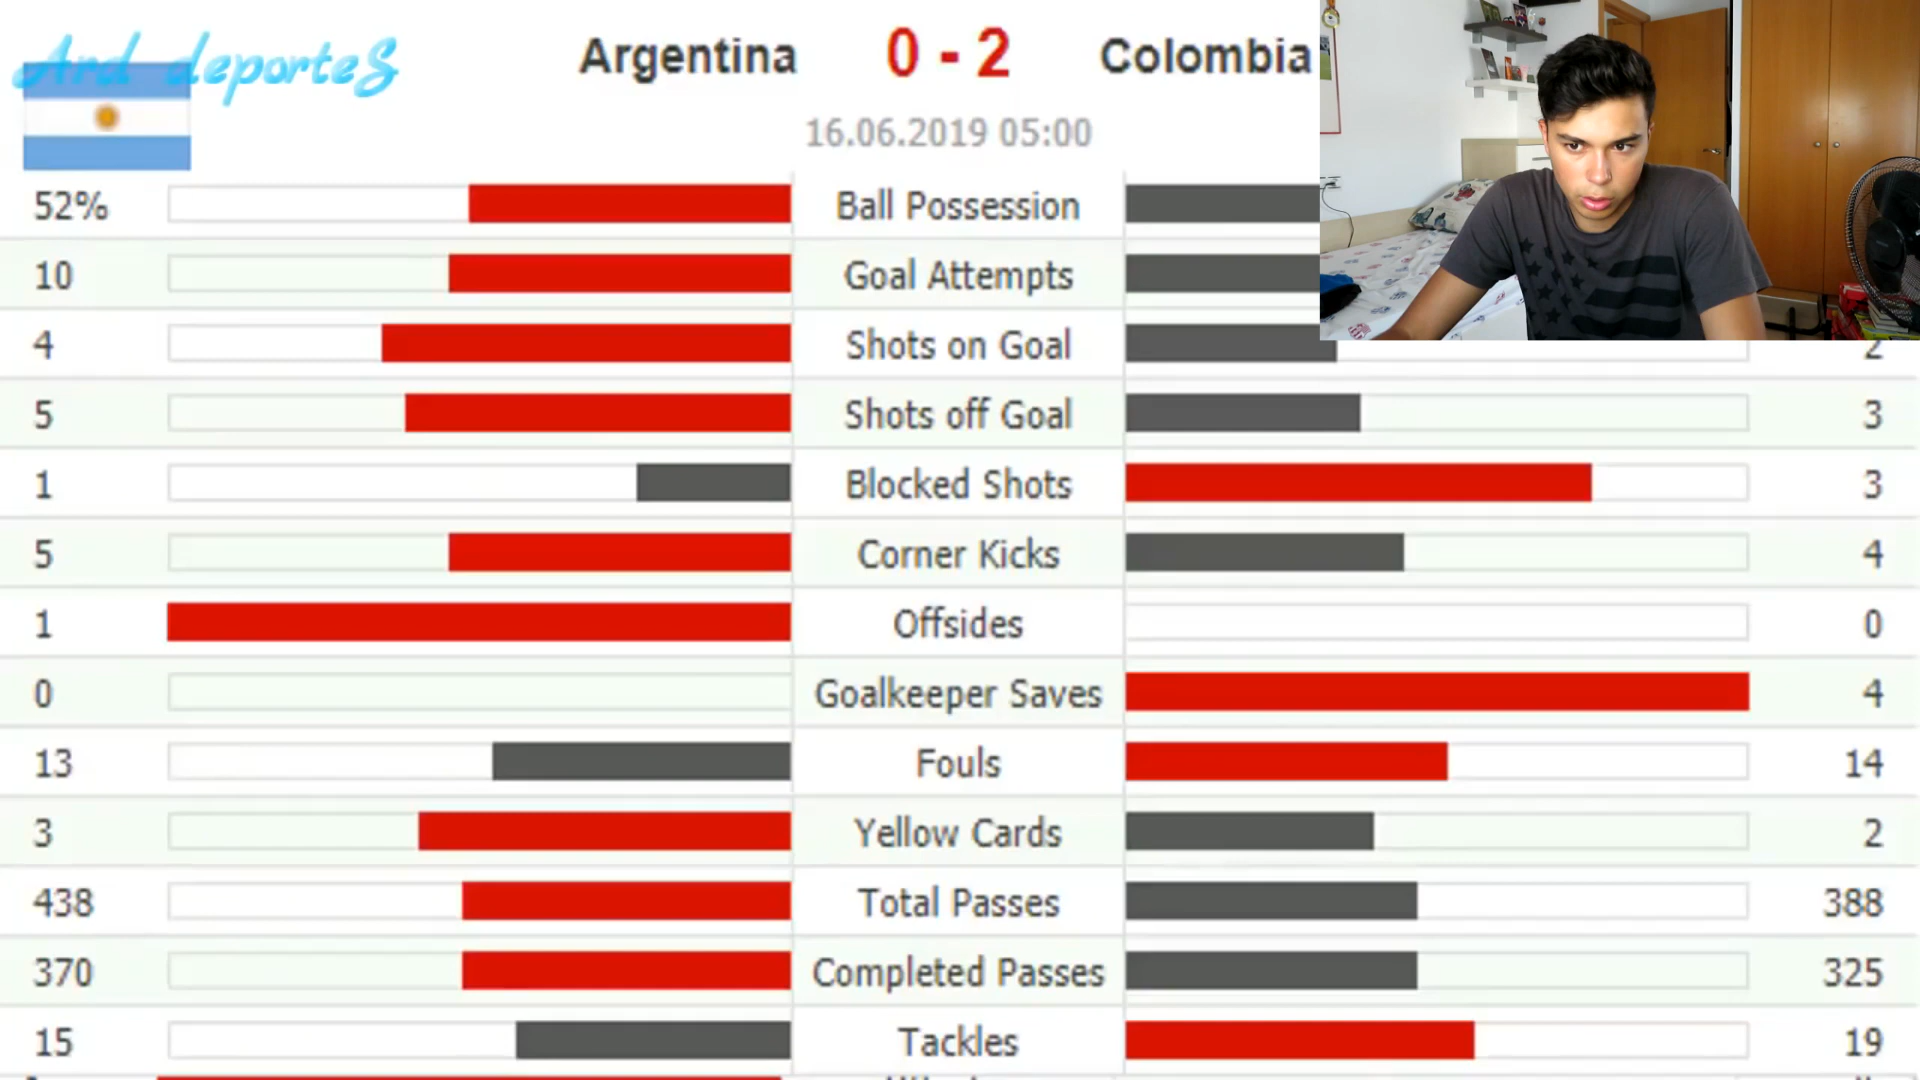 Ard deporteS
Argentina 0 - 2 Colombia
16.06.2019 05:00
52% Ball Possession
10 Goal Attempts
4 Shots on Goal 2
5 Shots off Goal 3
1 Blocked Shots 3
5 Corner Kicks 4
1 Offsides 0
0 Goalkeeper Saves 4
13 Fouls 14
3 Yellow Cards 2
438 Total Passes 388
370 Completed Passes 325
15 Tackles 19